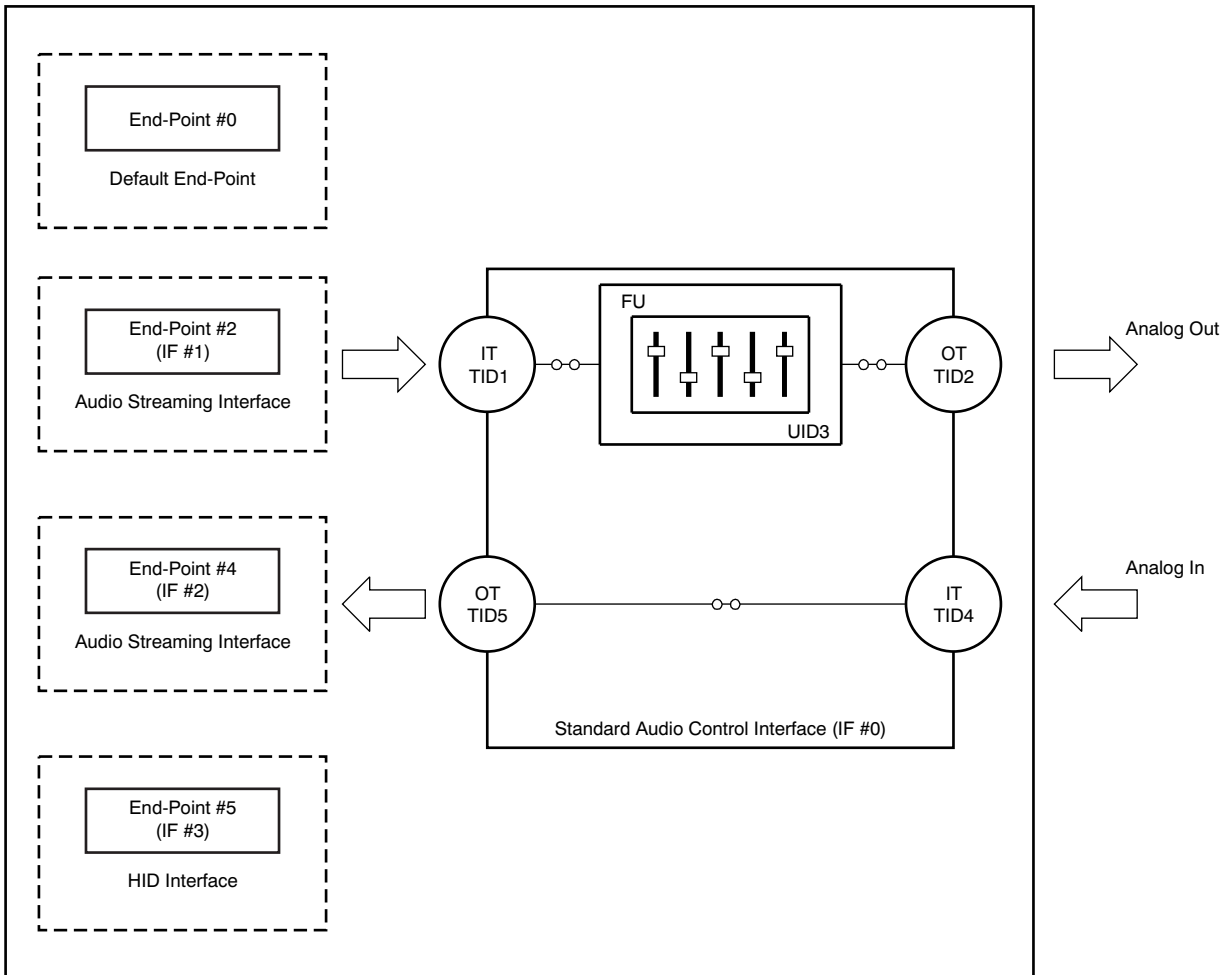 End-Point #0
Default End-Point
End-Point #2
(IF #1)
Audio Streaming Interface
IT
TID1
FU
UID3
OT
TID2
Analog Out
End-Point #4
(IF #2)
Audio Streaming Interface
OT
TID5
IT
TID4
Analog In
Standard Audio Control Interface (IF #0)
End-Point #5
(IF #3)
HID Interface